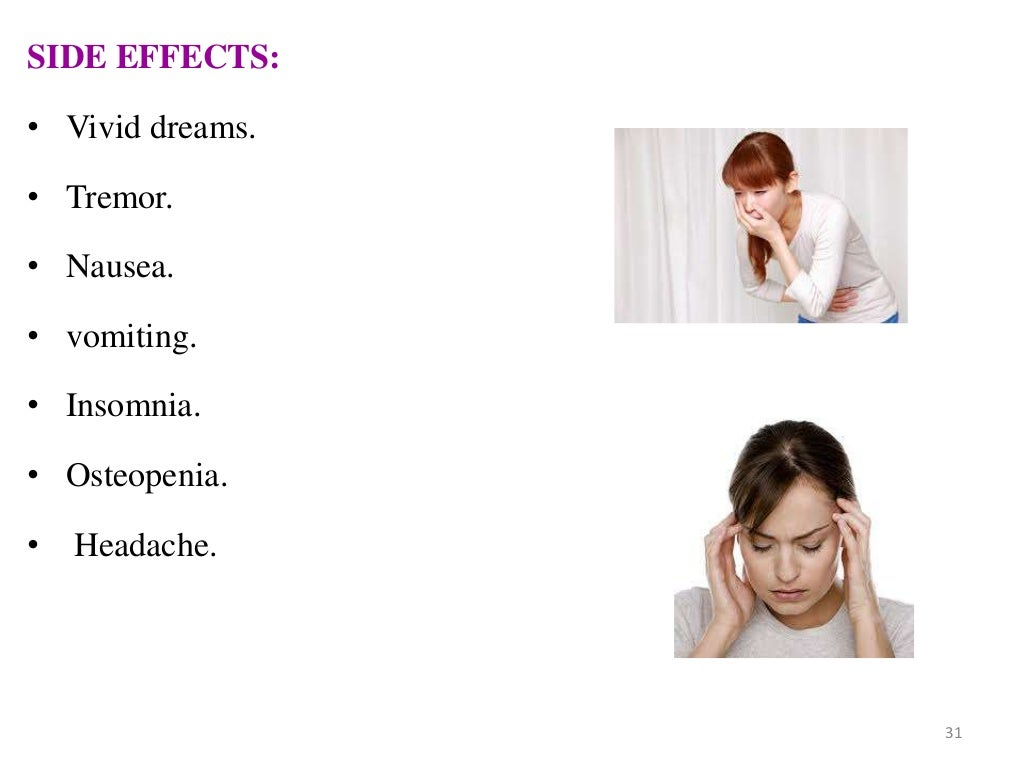 SIDE EFFECTS:
• Vivid dreams.
• Tremor.
• Nausea.
• vomiting.
• Insomnia.
• Osteopenia.
• Headache.
31